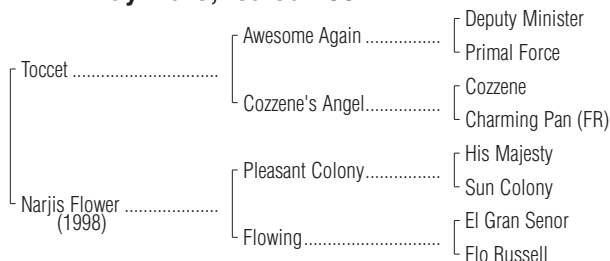 Deputy Minister
Awesome Again
Primal Force
Toccet
Cozzene
Cozzene's Angel
Charming Pan (FR)
His Majesty
Pleasant Colony
Sun Colony
Narjis Flower
(1998)
El Gran Senor
Flowing
Flo Russell